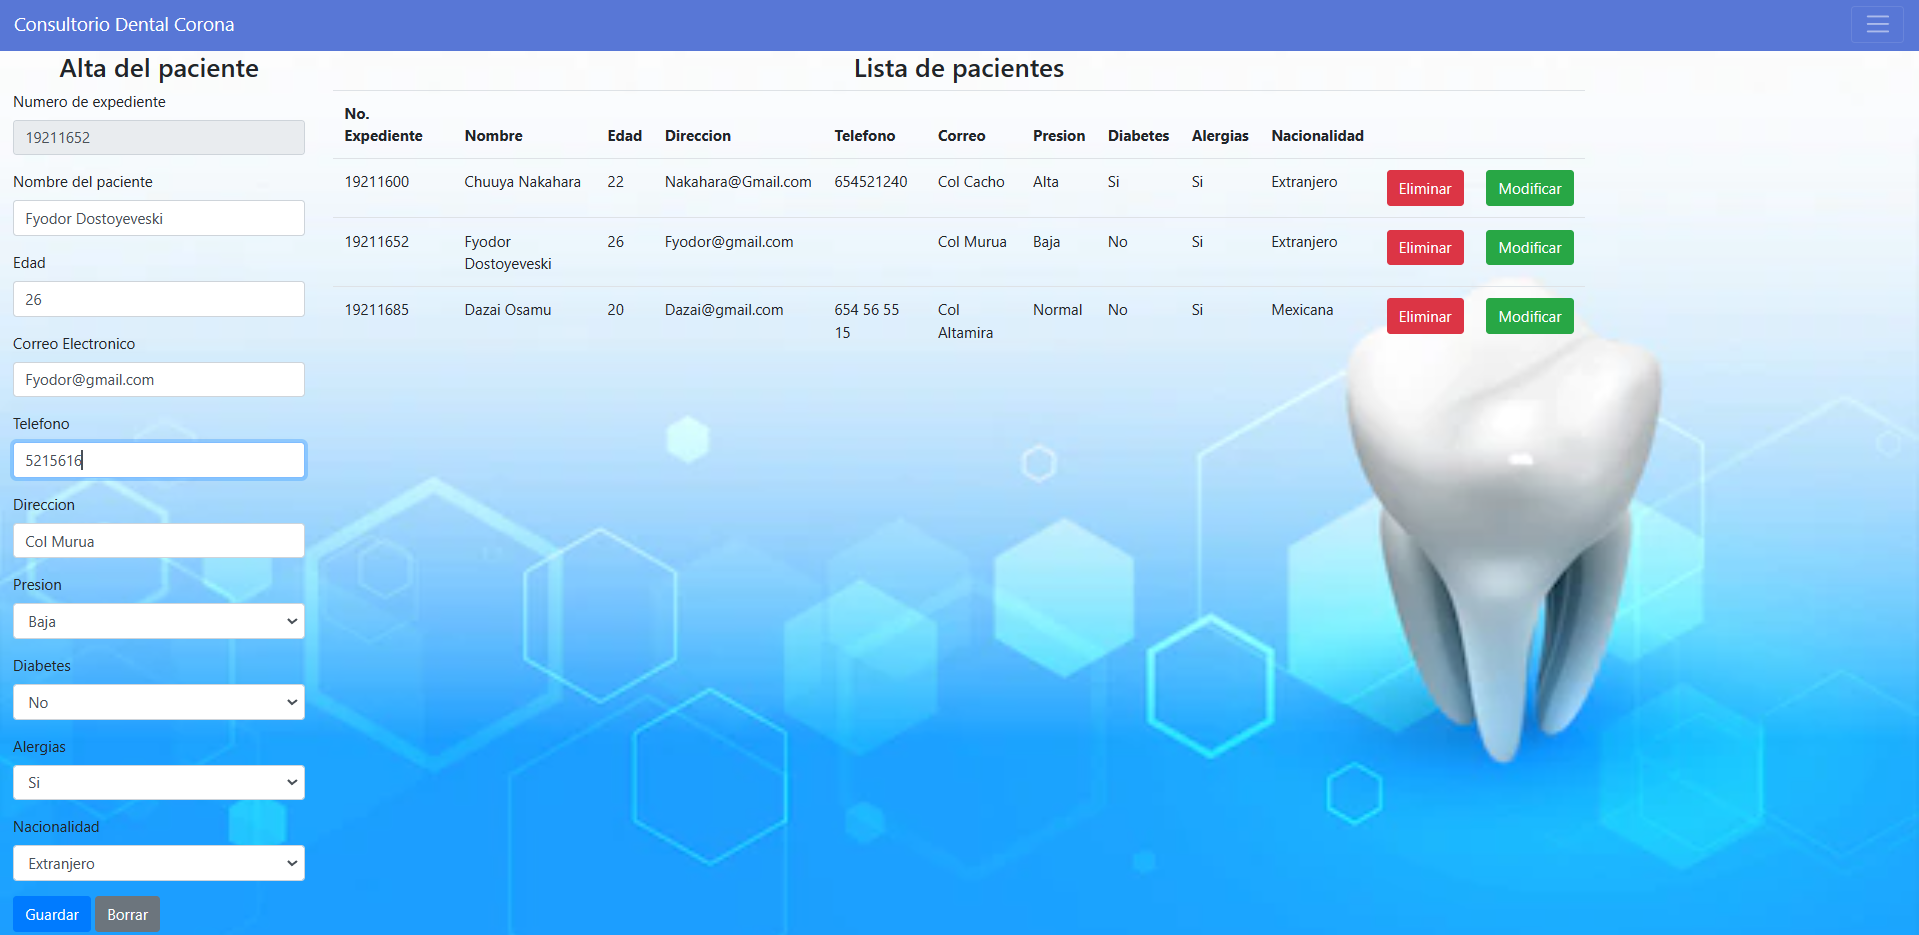 Consultorio Dental Corona
Alta del paciente
Numero de expediente
19211652
Nombre del paciente
Fyodor Dostoyeveski
Edad
26
Correo Electronico
Fyodor@gmail.com
Telefono
5215616
Direccion
Col Murua
Presion
Baja
Diabetes
No
Alergias
Si
Nacionalidad
Extranjero
Guardar Borrar
Lista de pacientes
No.
Expediente Nombre Edad Direccion Telefono Correo Presion Diabetes Alergias Nacionalidad
19211600 Chuuya Nakahara 22 Nakahara@Gmail.com 654521240 Col Cacho Alta Si Si Extranjero Eliminar Modificar
19211652 Fyodor 26 Fyodor@gmail.com Col Murua Baja No Si Extranjero Eliminar Modificar
Dostoyeveski
19211685 Dazai Osamu 20 Dazai@gmail.com 654 56 55 Col Normal No Si Mexicana Eliminar Modificar
15 Altamira